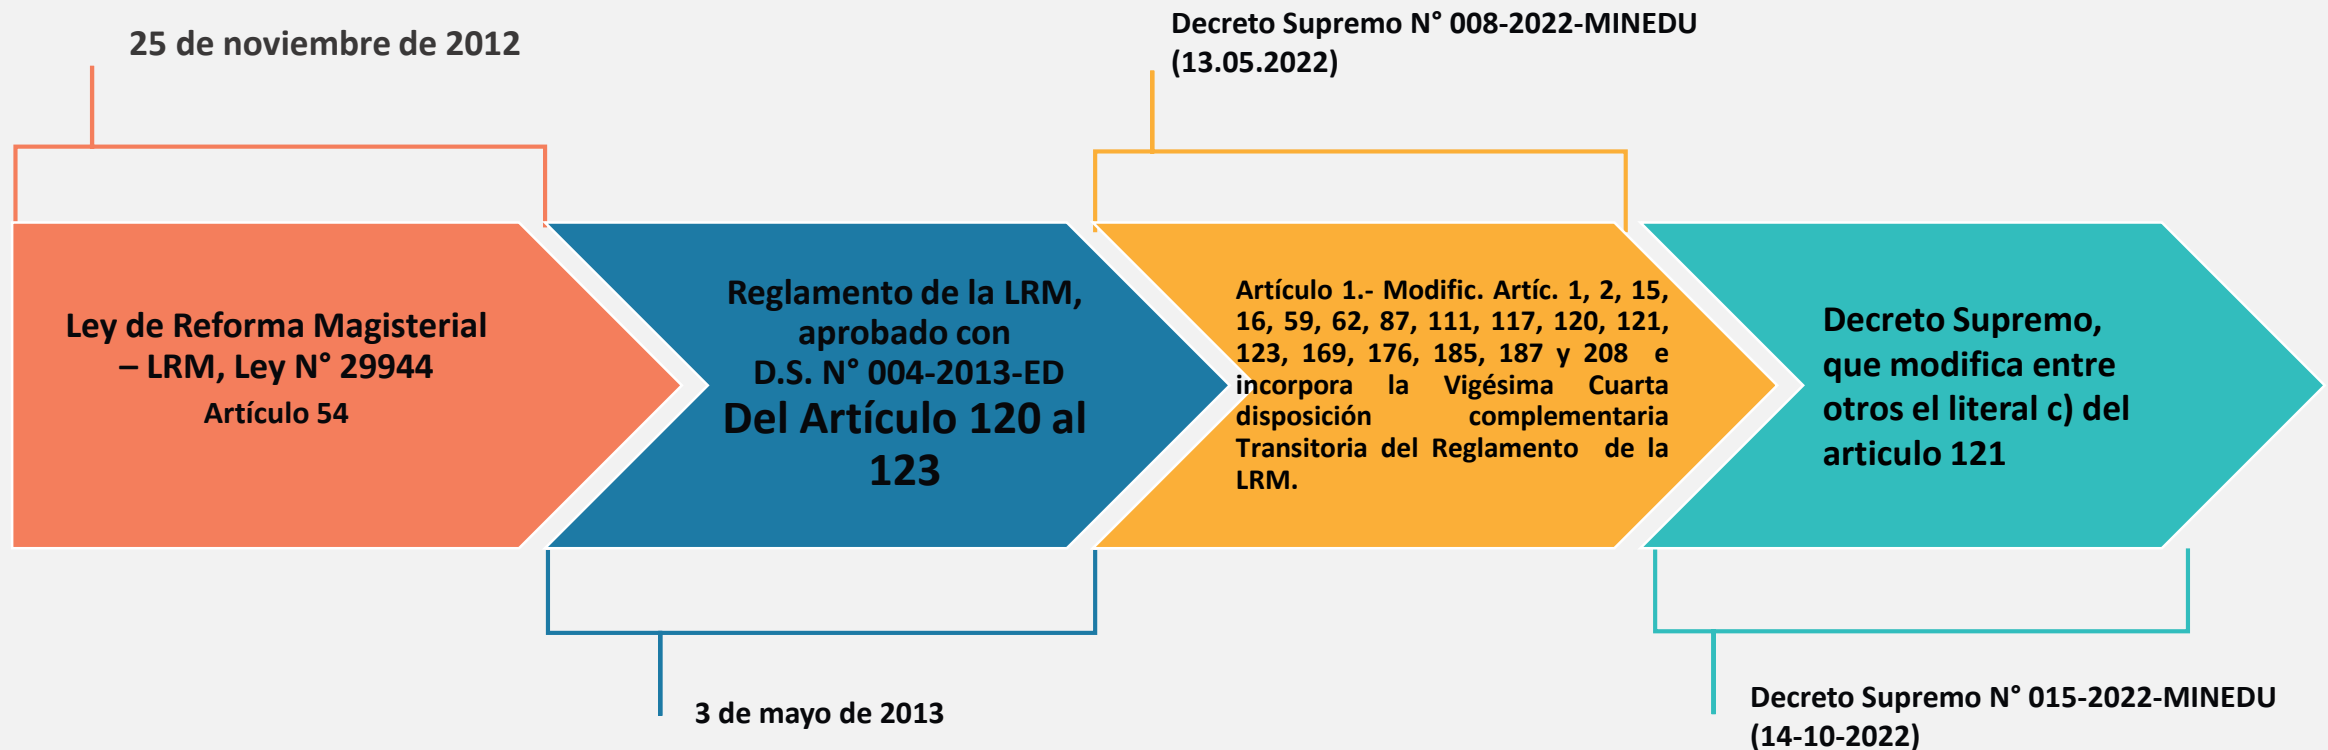 25 de noviembre de 2012
Ley de Reforma Magisterial
– LRM, Ley N° 29944
Artículo 54
Reglamento de la LRM,
aprobado con
D.S. N° 004-2013-ED
Del Artículo 120 al
123
3 de mayo de 2013
Decreto Supremo N° 008-2022-MINEDU
(13.05.2022)
Artículo 1.- Modific. Artíc. 1, 2, 15,
16, 59, 62, 87, 111, 117, 120, 121,
123, 169, 176, 185, 187 y 208 e
incorpora la Vigésima Cuarta
disposición complementaria
Transitoria del Reglamento de la
LRM.
Decreto Supremo,
que modifica entre
otros el literal c) del
articulo 121
Decreto Supremo N° 015-2022-MINEDU
(14-10-2022)